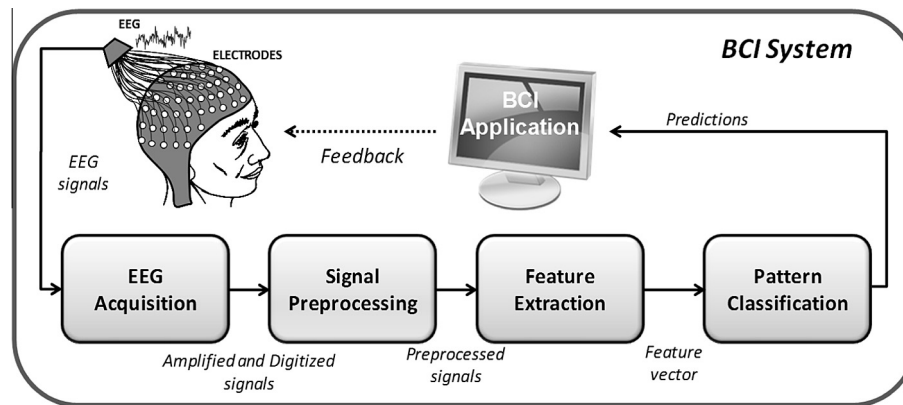 EEG
ELECTRODES
BCI System
BCI
Application
Predictions
Feedback
EEG
signals
EEG
Acquisition
Signal
Preprocessing
Feature
Extraction
Pattern
Classification
Amplified and Digitized
signals
Preprocessed
signals
Feature
vector